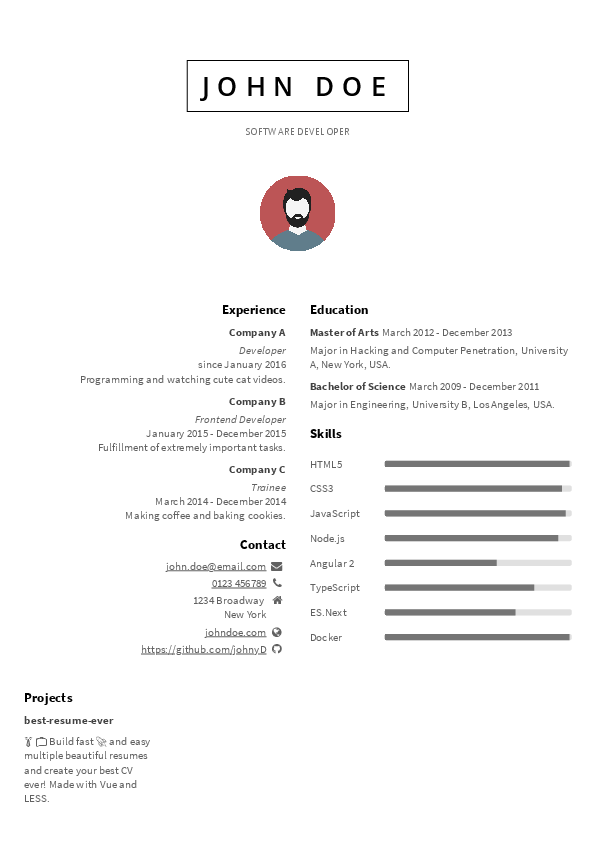 JOHN DOE
SOFTWARE DEVELOPER
Experience
Company A
Developer
since January 2016
Programming and watching cute cat videos.
Company B
Frontend Developer
January 2015 - December 2015
Fulfillment of extremely important tasks.
Company C
Trainee
March 2014 - December 2014
Making coffee and baking cookies.
Contact
john.doe@email.com
0123 456789
1234 Broadway
New York
johndoe.com
https://github.com/johnyD
Education
Master of Arts March 2012 - December 2013
Major in Hacking and Computer Penetration, University
A, New York, USA.
Bachelor of Science March 2009 - December 2011
Major in Engineering, University B, Los Angeles, USA.
Skills
HTML5
CSS3
JavaScript
Node.js
Angular 2
TypeScript
ES.Next
Docker
Projects
best-resume-ever
👔 💼 Build fast 🚀 and easy
multiple beautiful resumes
and create your best CV
ever! Made with Vue and
LESS.